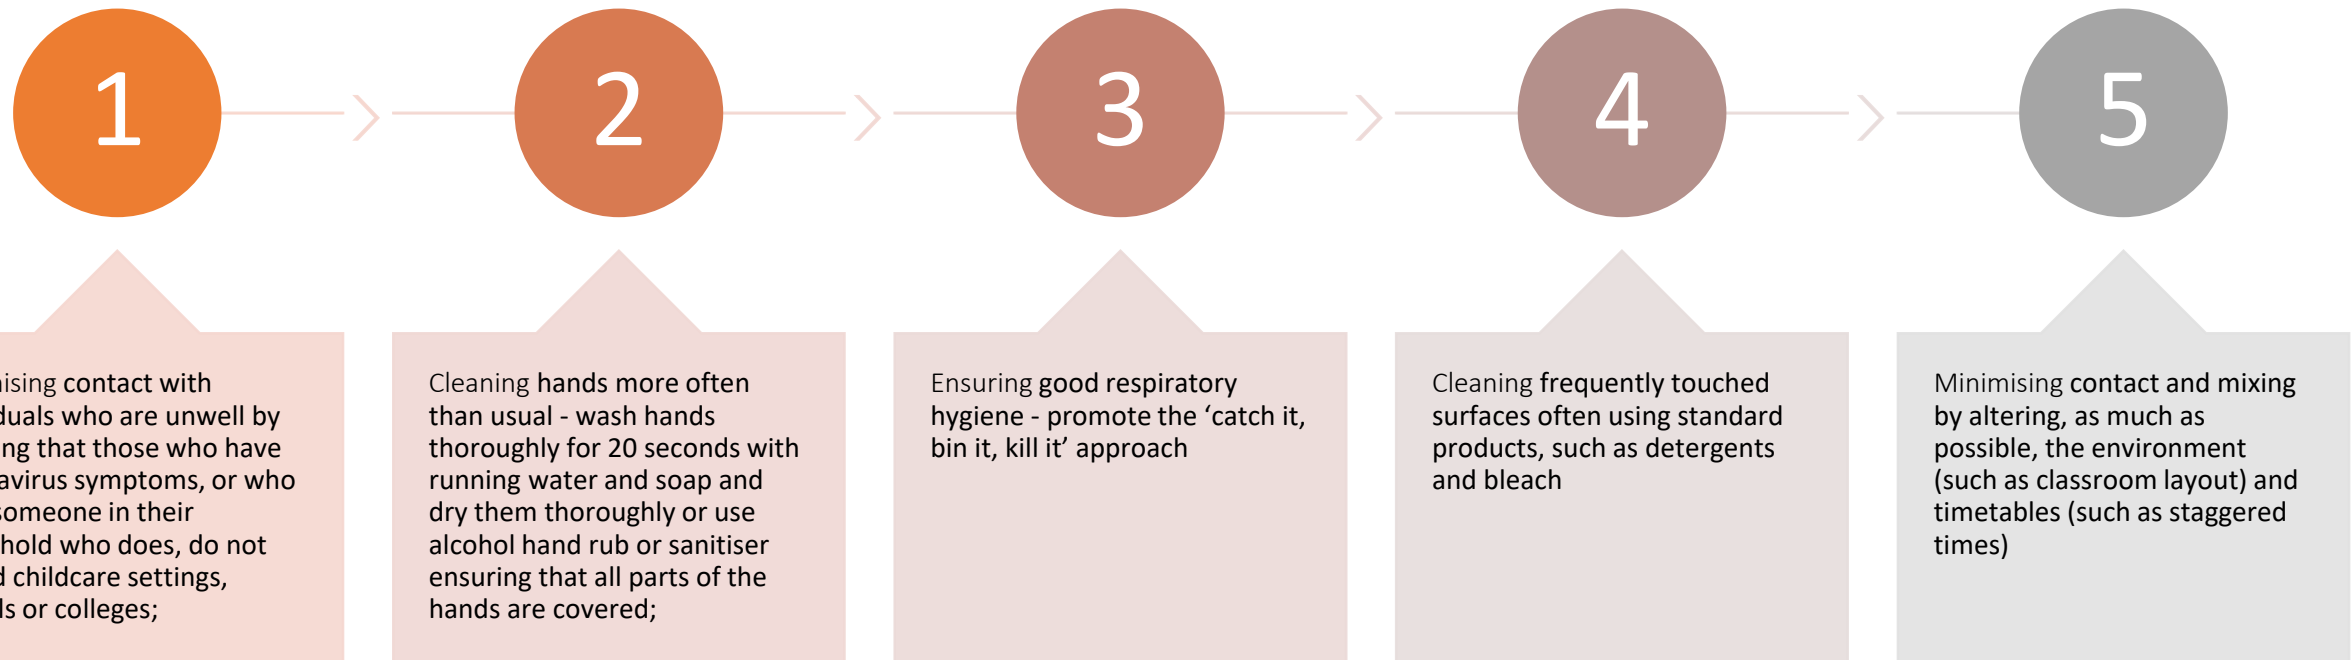 1
2
3
4
5
ising contact with
duals who are unwell by
ng that those who have
avirus symptoms, or who
someone in their
hold who does, do not
d childcare settings,
ls or colleges;
Cleaning hands more often
than usual - wash hands
thoroughly for 20 seconds with
running water and soap and
dry them thoroughly or use
alcohol hand rub or sanitiser
ensuring that all parts of the
hands are covered;
Ensuring good respiratory
hygiene - promote the ‘catch it,
bin it, kill it’ approach
Cleaning frequently touched
surfaces often using standard
products, such as detergents
and bleach
Minimising contact and mixing
by altering, as much as
possible, the environment
(such as classroom layout) and
timetables (such as staggered
times)